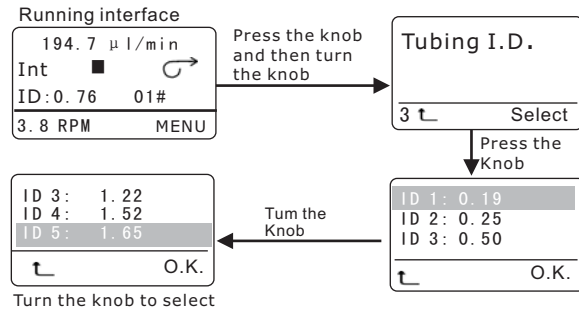 Running interface
194.7 μl/min
Int
ID:0.76 01#
3.8 RPM MENU
Press the knob
and then turn
the knob
Tubing I.D.
3 Select
Press the
Knob
ID 1: 0.19
ID 2: 0.25
ID 3: 0.50
O.K.
Tum the
Knob
ID 3: 1.22
ID 4: 1.52
ID 5: 1.65
O.K.
Turn the knob to select